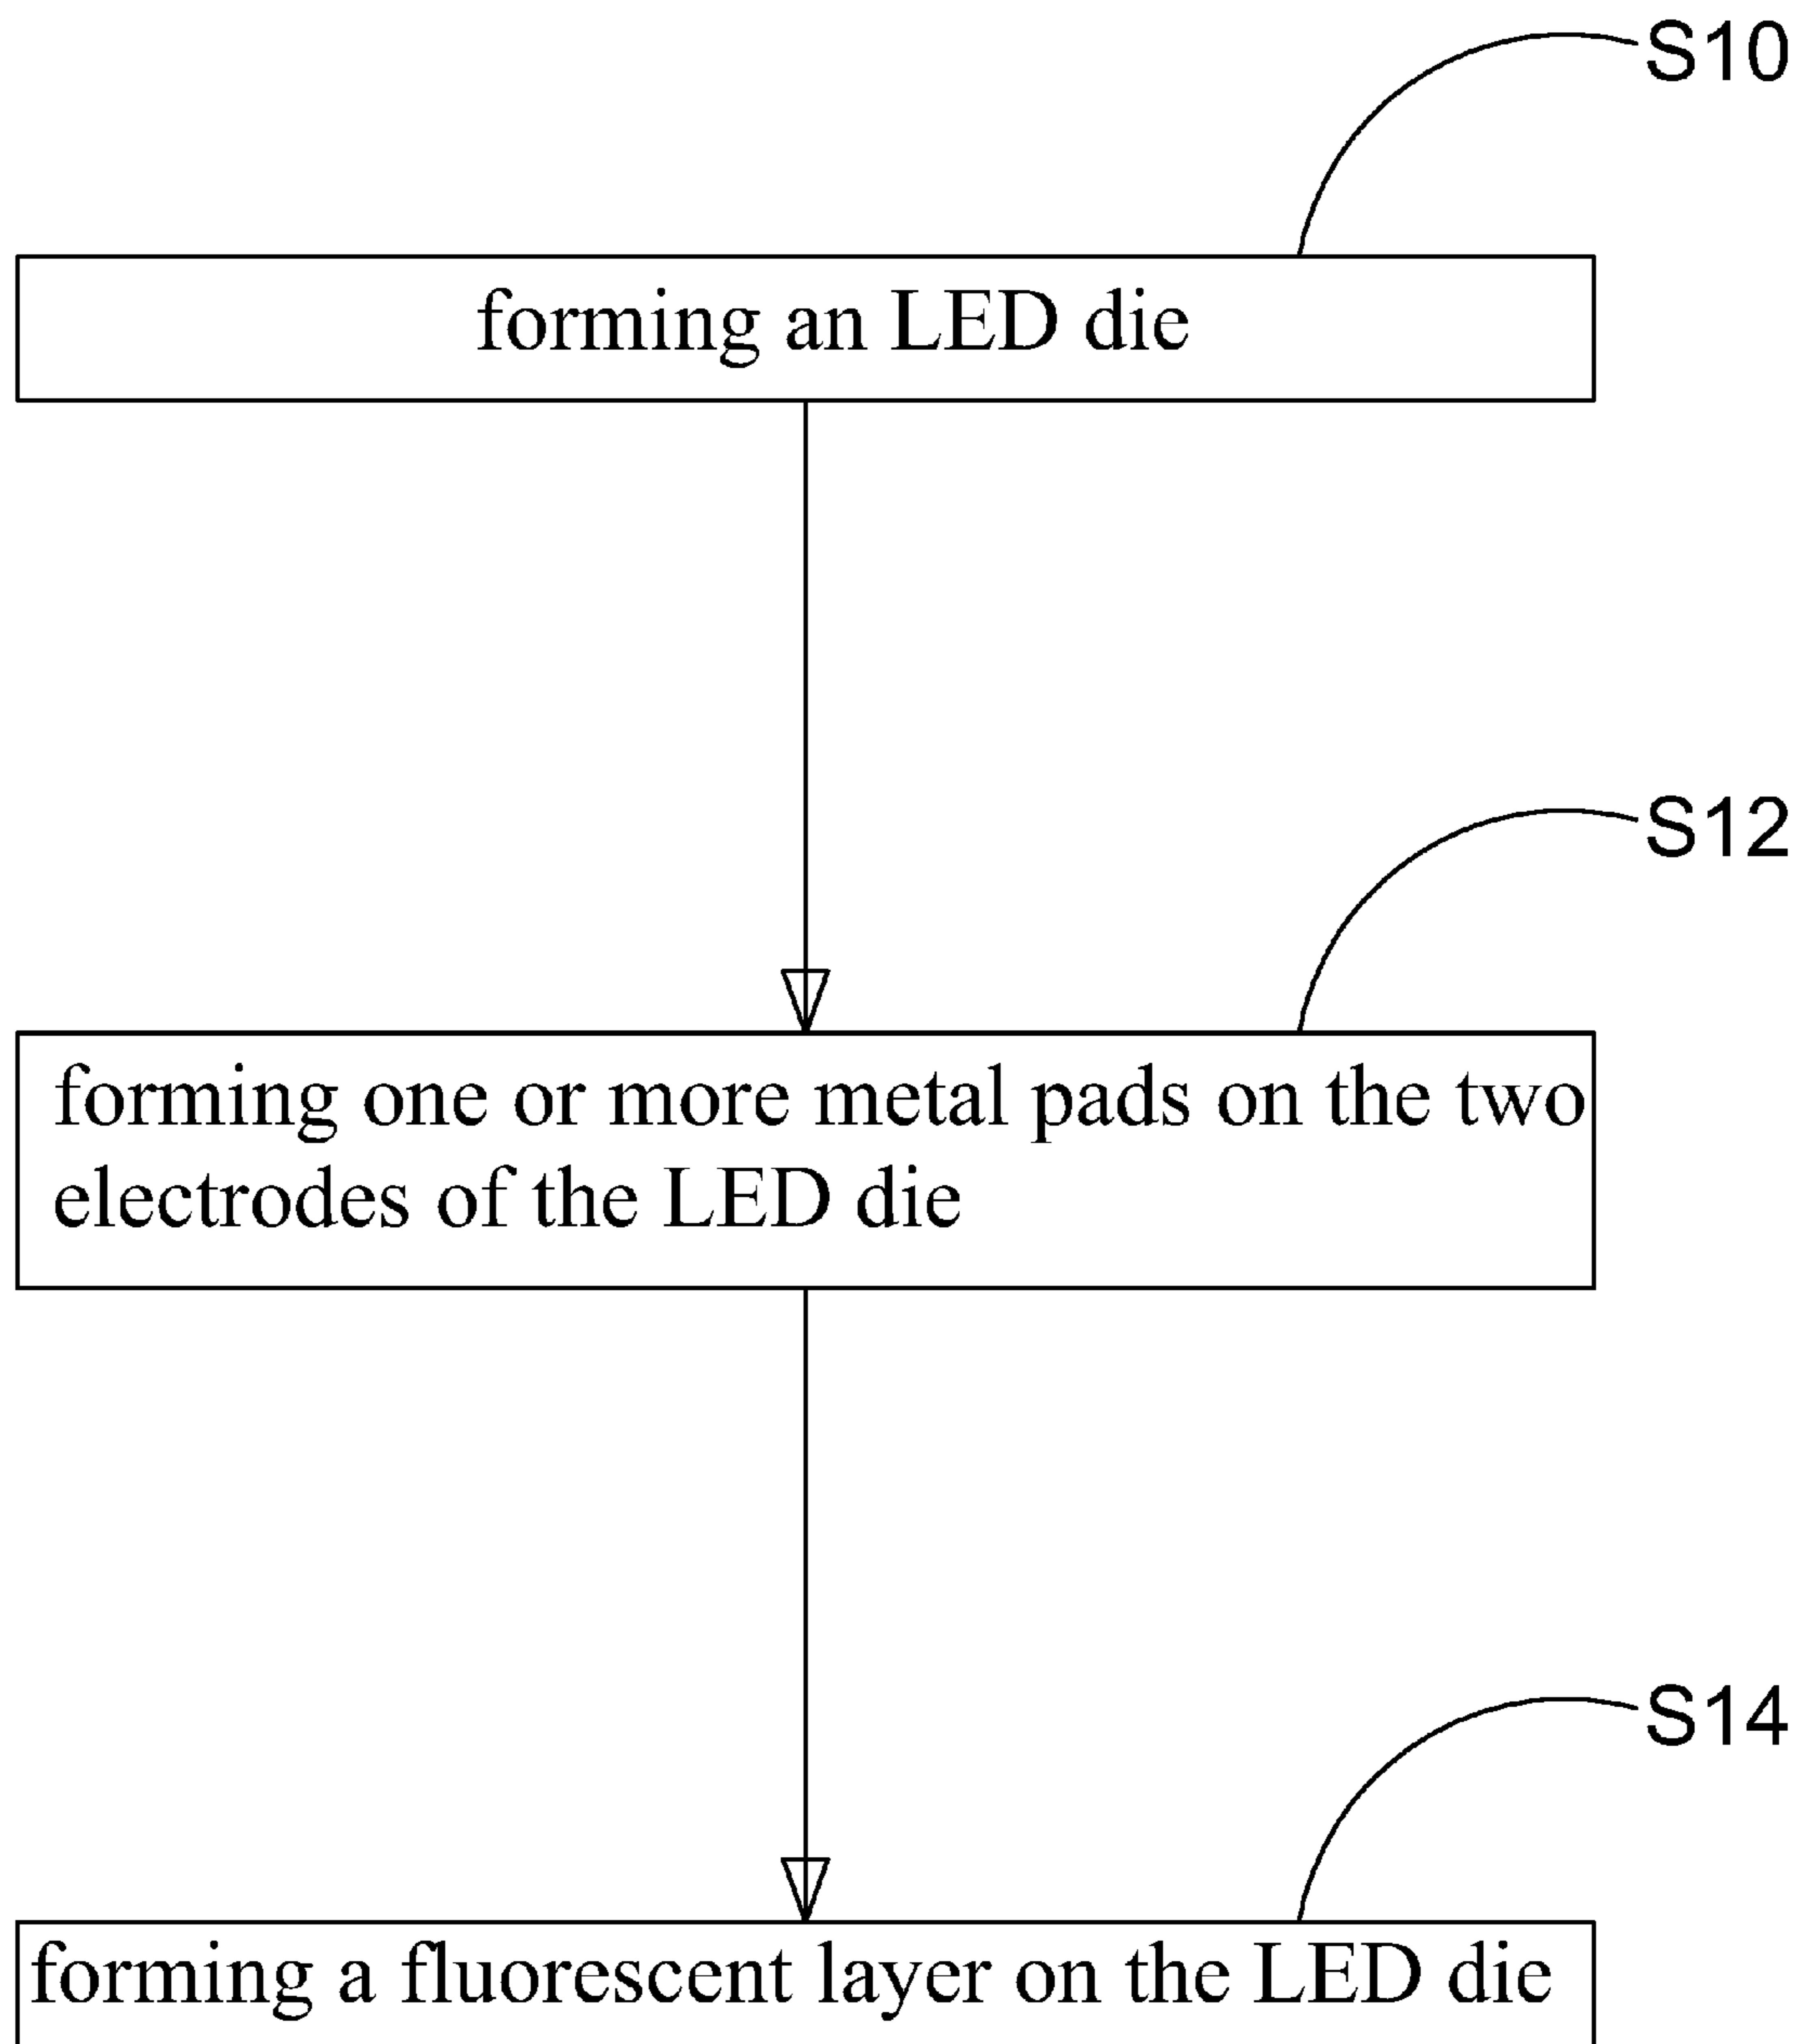 S10
forming an LED die
S12
forming one or more metal pads on the two
electrodes of the LED die
S14
forming a fluorescent layer on the LED die